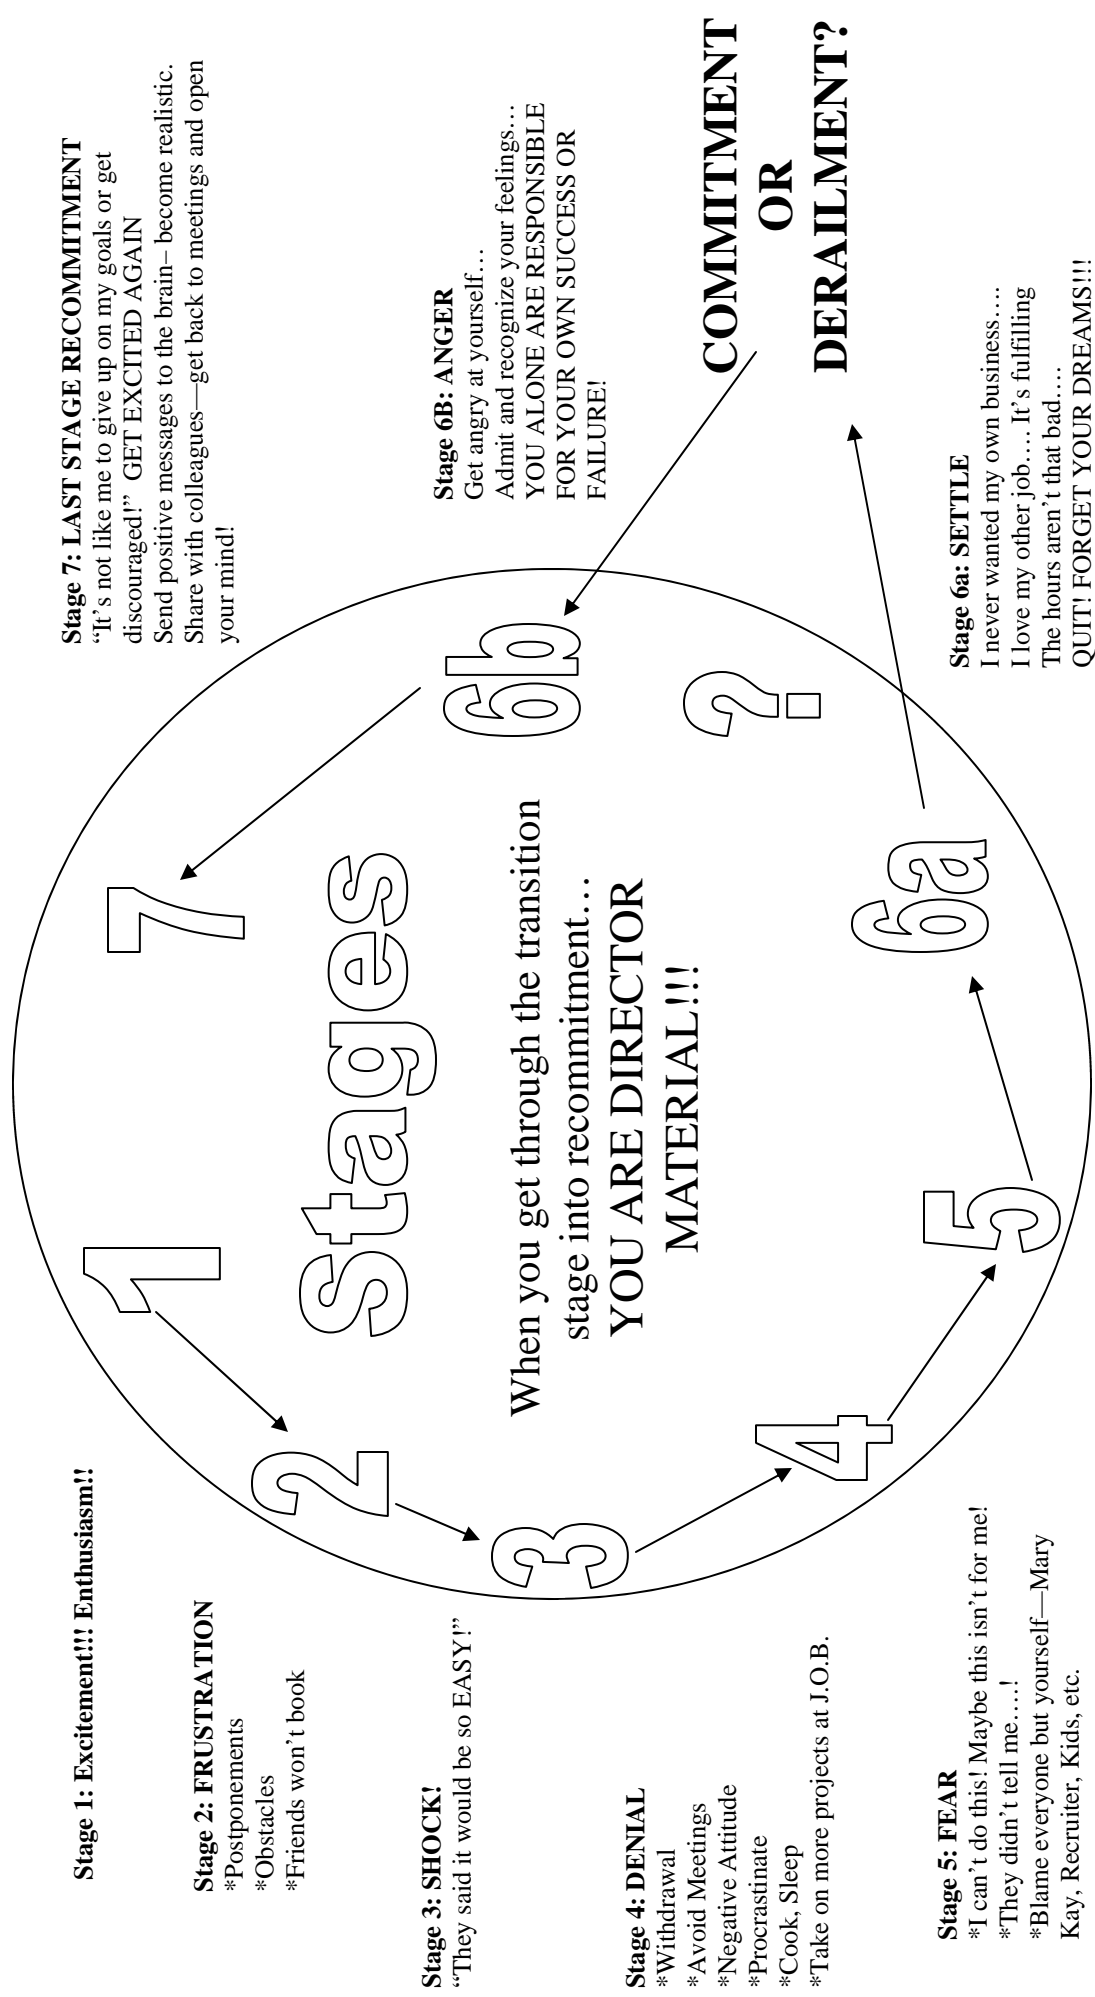 Stage 1: Excitement!!! Enthusiasm!!
Stage 2: FRUSTRATION
*Postponements
*Obstacles
*Friends won’t book
Stage 3: SHOCK!
“They said it would be so EASY!”
Stage 4: DENIAL
*Withdrawal
*Avoid Meetings
*Negative Attitude
*Procrastinate
*Cook, Sleep
*Take on more projects at J.O.B.
Stage 5: FEAR
*I can’t do this! Maybe this isn’t for me!
*They didn’t tell me….!
*Blame everyone but yourself—Mary
Kay, Recruiter, Kids, etc.
1
2
3
4
5
6a
?
6b
7
Stages
When you get through the transition
stage into recommitment…
YOU ARE DIRECTOR
MATERIAL!!!
Stage 7: LAST STAGE RECOMMITMENT
“It’s not like me to give up on my goals or get
discouraged!” GET EXCITED AGAIN
Send positive messages to the brain– become realistic.
Share with colleagues—get back to meetings and open
your mind!
Stage 6B: ANGER
Get angry at yourself…
Admit and recognize your feelings…
YOU ALONE ARE RESPONSIBLE
FOR YOUR OWN SUCCESS OR
FAILURE!
COMMITMENT
OR
DERAILMENT?
Stage 6a: SETTLE
I never wanted my own business….
I love my other job…. It’s fulfilling
The hours aren’t that bad….
QUIT! FORGET YOUR DREAMS!!!